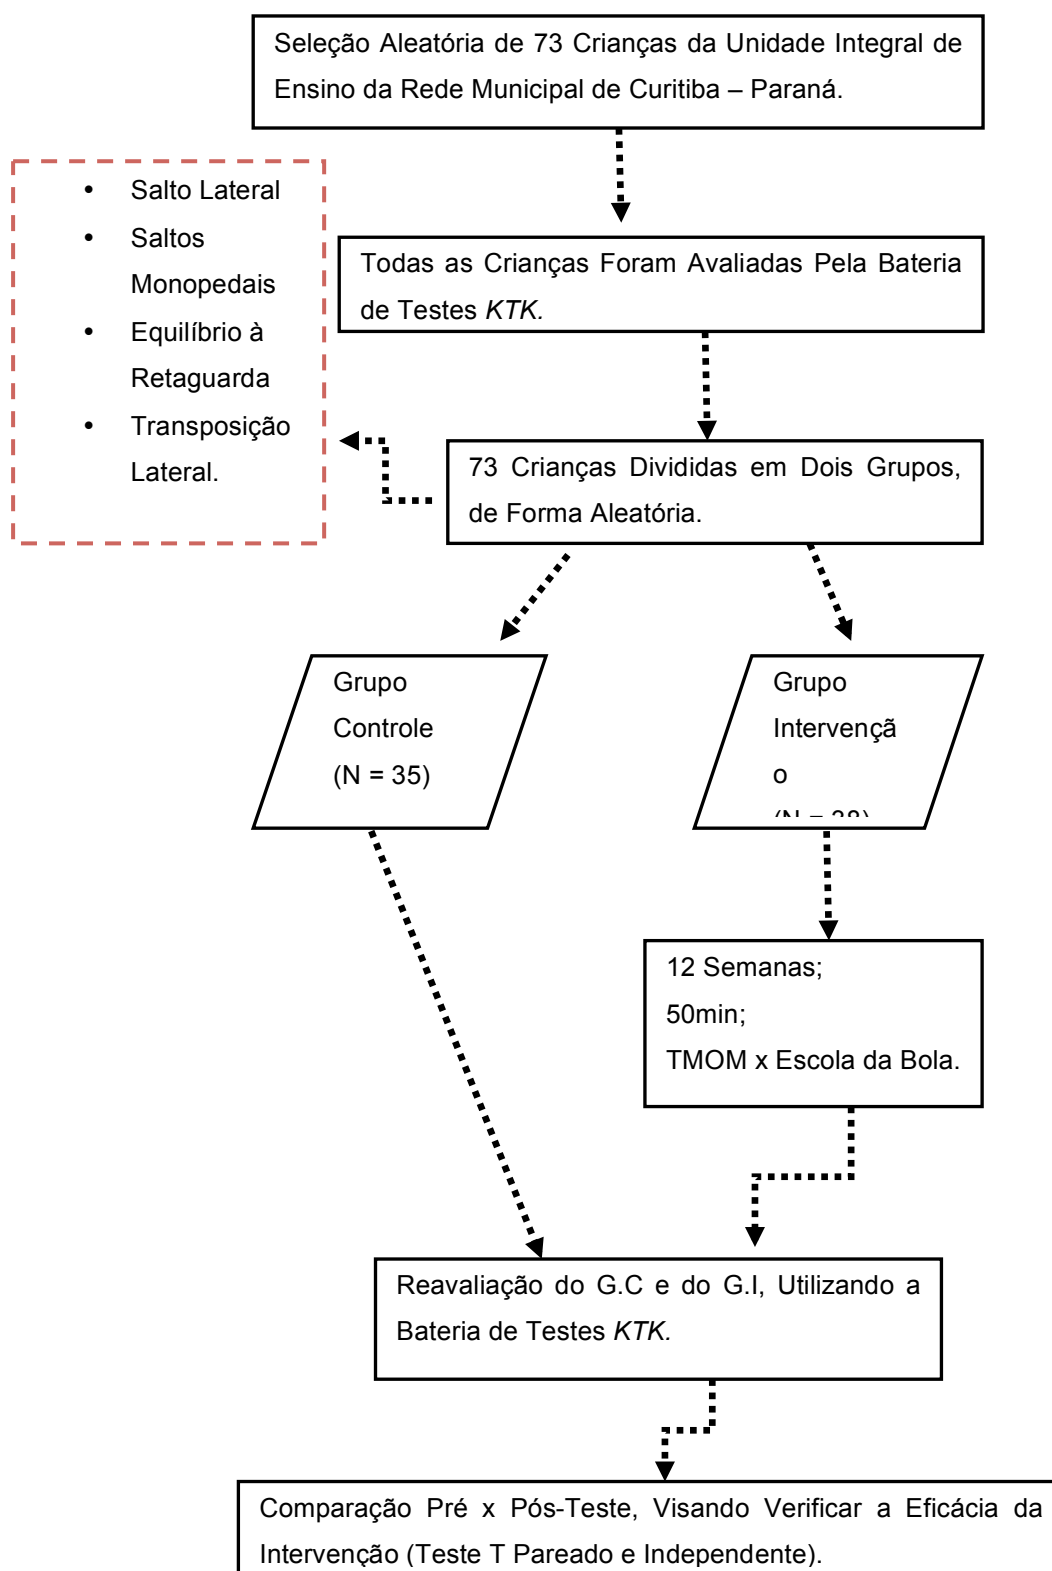 Seleção Aleatória de 73 Crianças da Unidade Integral de
Ensino da Rede Municipal de Curitiba – Paraná.
• Salto Lateral
• Saltos
Monopedais
• Equilíbrio à
Retaguarda
• Transposição
Lateral.
Todas as Crianças Foram Avaliadas Pela Bateria
de Testes KTK.
73 Crianças Divididas em Dois Grupos,
de Forma Aleatória.
Grupo
Controle
(N = 35)
Grupo
Intervençã
o
(N = 38)
12 Semanas;
50min;
TMOM x Escola da Bola.
Reavaliação do G.C e do G.I, Utilizando a
Bateria de Testes KTK.
Comparação Pré x Pós-Teste, Visando Verificar a Eficácia da
Intervenção (Teste T Pareado e Independente).